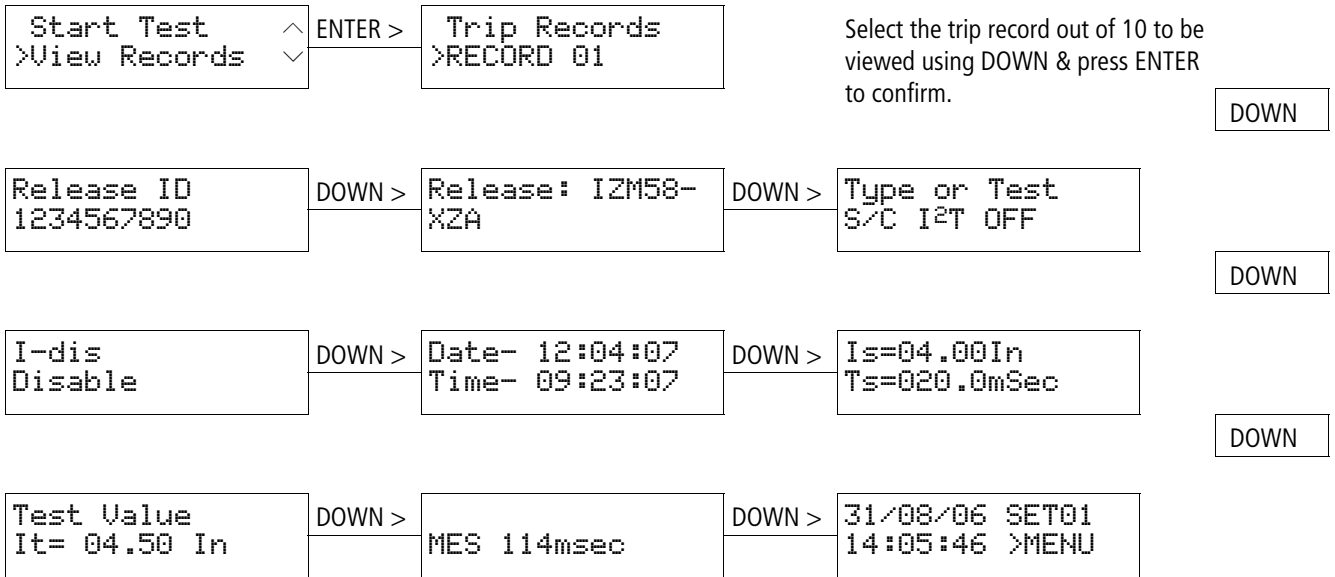 Start Test ^
ENTER >
Trip Records
>View Records ∨
>RECORD 01
Select the trip record out of 10 to be
viewed using DOWN & press ENTER
to confirm.
DOWN
Release ID
1234567890
DOWN >
Release: IZM58-
XZA
DOWN >
Type or Test
S/C I²T OFF
DOWN
I-dis
Disable
DOWN >
Date- 12:04:07
Time- 09:23:07
DOWN >
Is=04.00In
Ts=020.0mSec
DOWN
Test Value
It= 04.50 In
DOWN >
MES 114msec
DOWN >
31/08/06 SET01
14:05:46 >MENU